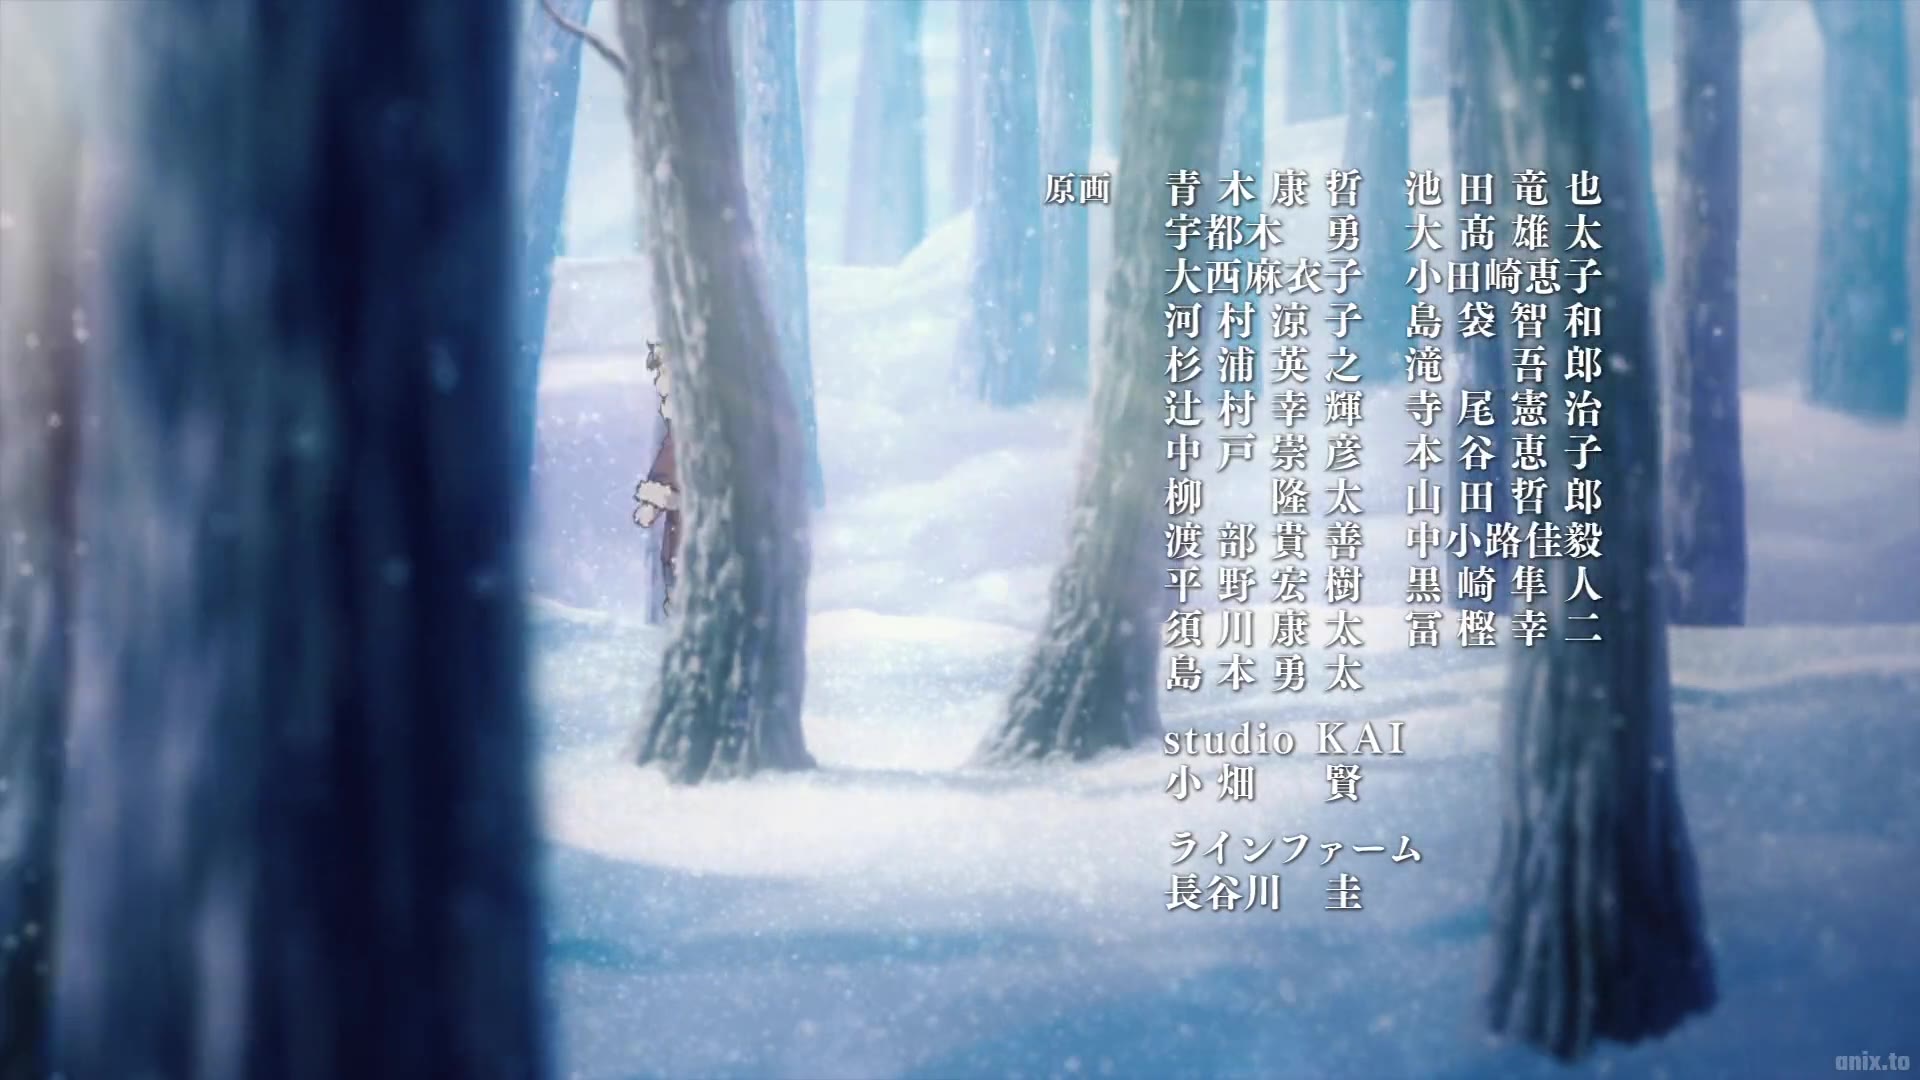 原画 青木康哲 池田竜也
宇都木 勇 大髙雄太
大西麻衣子 小田崎恵子
河村涼子 島袋智和
杉浦英之 滝 吾郎
辻村幸輝 寺尾憲治
中戸崇彦 本谷恵子
柳 隆太 山田哲郎
渡部貴善 中小路佳毅
平野宏樹 黒崎隼人
須川康太 冨樫幸二
島本勇太
studio KAI
小畑 賢
ラインファーム
長谷川 圭
anix.to